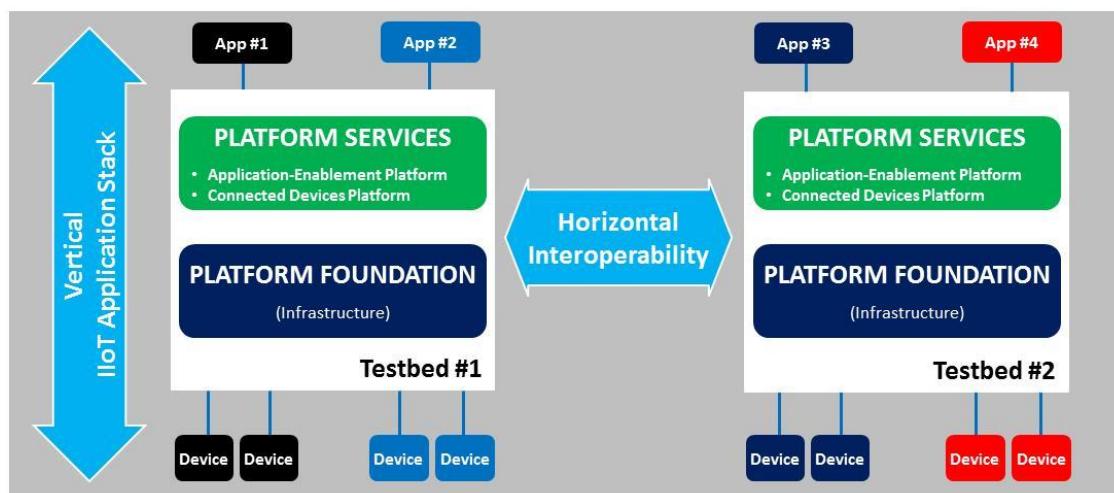 Vertical
IIoT Application Stack
App #1
App #2
PLATFORM SERVICES
• Application-Enablement Platform
• Connected Devices Platform
PLATFORM FOUNDATION
(Infrastructure)
Testbed #1
Device
Device
Device
Device
Horizontal
Interoperability
App #3
App #4
PLATFORM SERVICES
• Application-Enablement Platform
• Connected Devices Platform
PLATFORM FOUNDATION
(Infrastructure)
Testbed #2
Device
Device
Device
Device